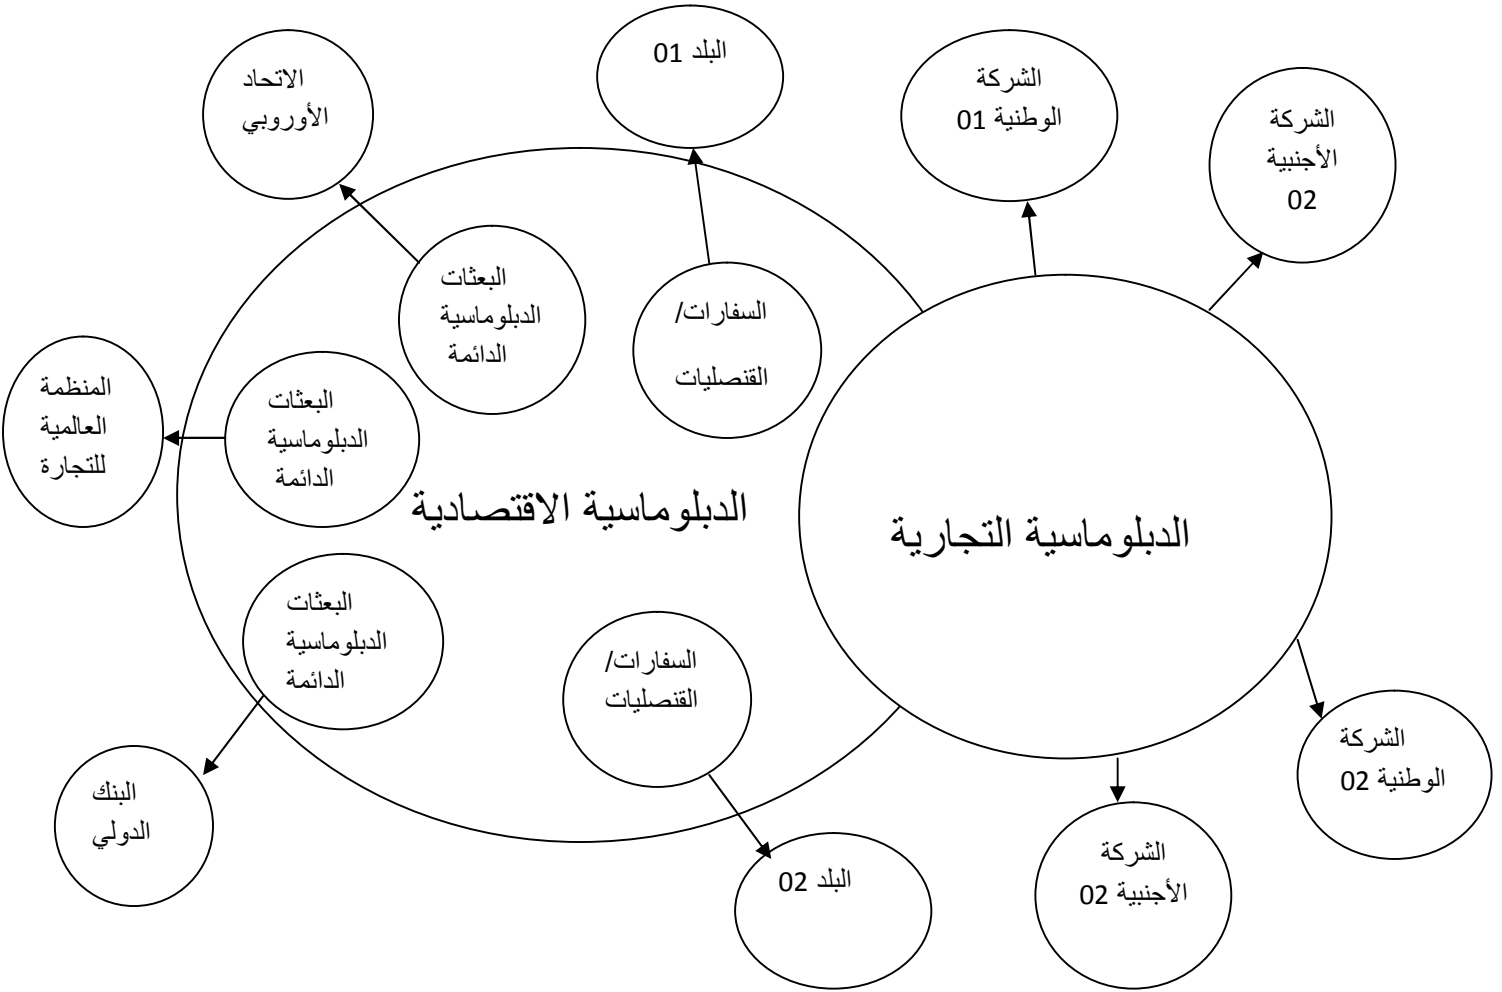 البلد 01
الاتحاد
الأوروبي
الشركة
الوطنية 01
الشركة
الأجنبية
02
البعثات
الدبلوماسية
الدائمة
السفارات/
القنصليات
المنظمة
العالمية
للتجارة
البعثات
الدبلوماسية
الدائمة
الدبلوماسية الاقتصادية
الدبلوماسية التجارية
البعثات
الدبلوماسية
الدائمة
السفارات/
القنصليات
الشركة
الوطنية 02
البنك
الدولي
البلد 02
الشركة
الأجنبية 02